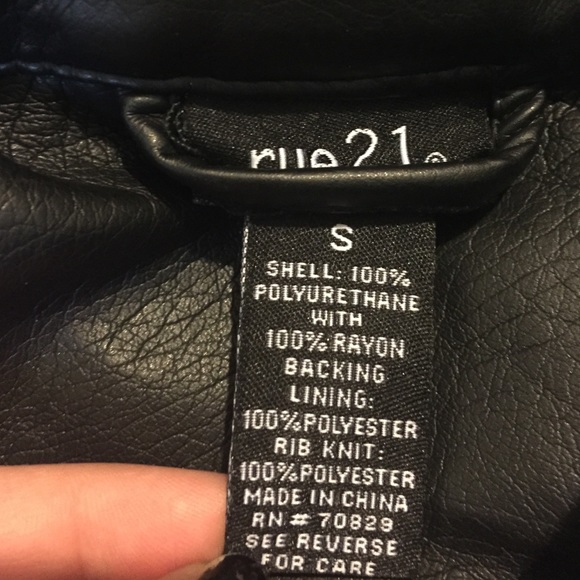 rue21®
S
SHELL: 100%
POLYURETHANE
WITH
100% RAYON
BACKING
LINING:
100%POLYESTER
RIB KNIT:
100%POLYESTER
MADE IN CHINA
RN # 70829
SEE REVERSE
FOR CARE